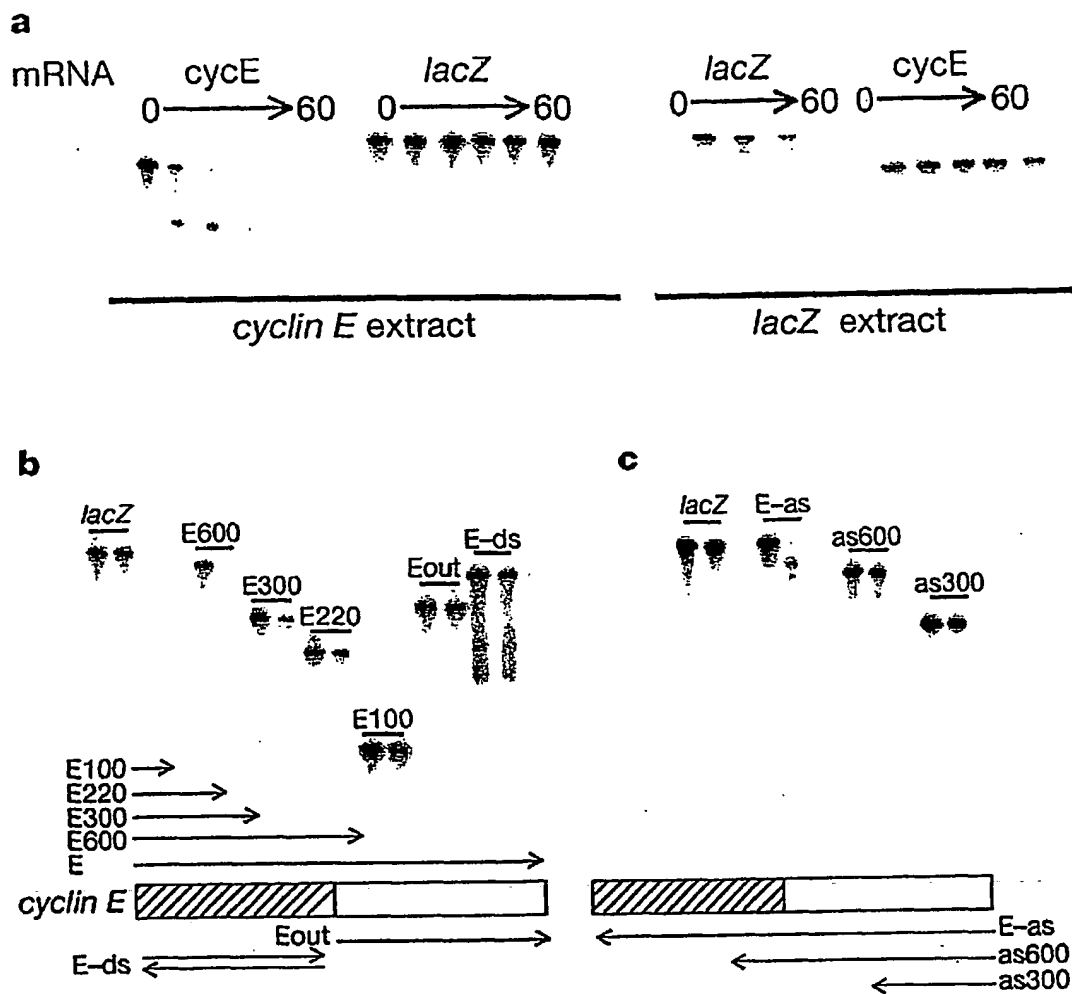 a
mRNA cycE lacZ lacZ cycE
0 60 0 60 0 60 0 60
cyclin E extract lacZ extract
b c
lacZ E600 E300 E220 E100 Eout E-ds
lacZ E-as as600 as300
E100
E220
E300
E600
E
cyclin E
Eout
E-ds
E-as
as600
as300